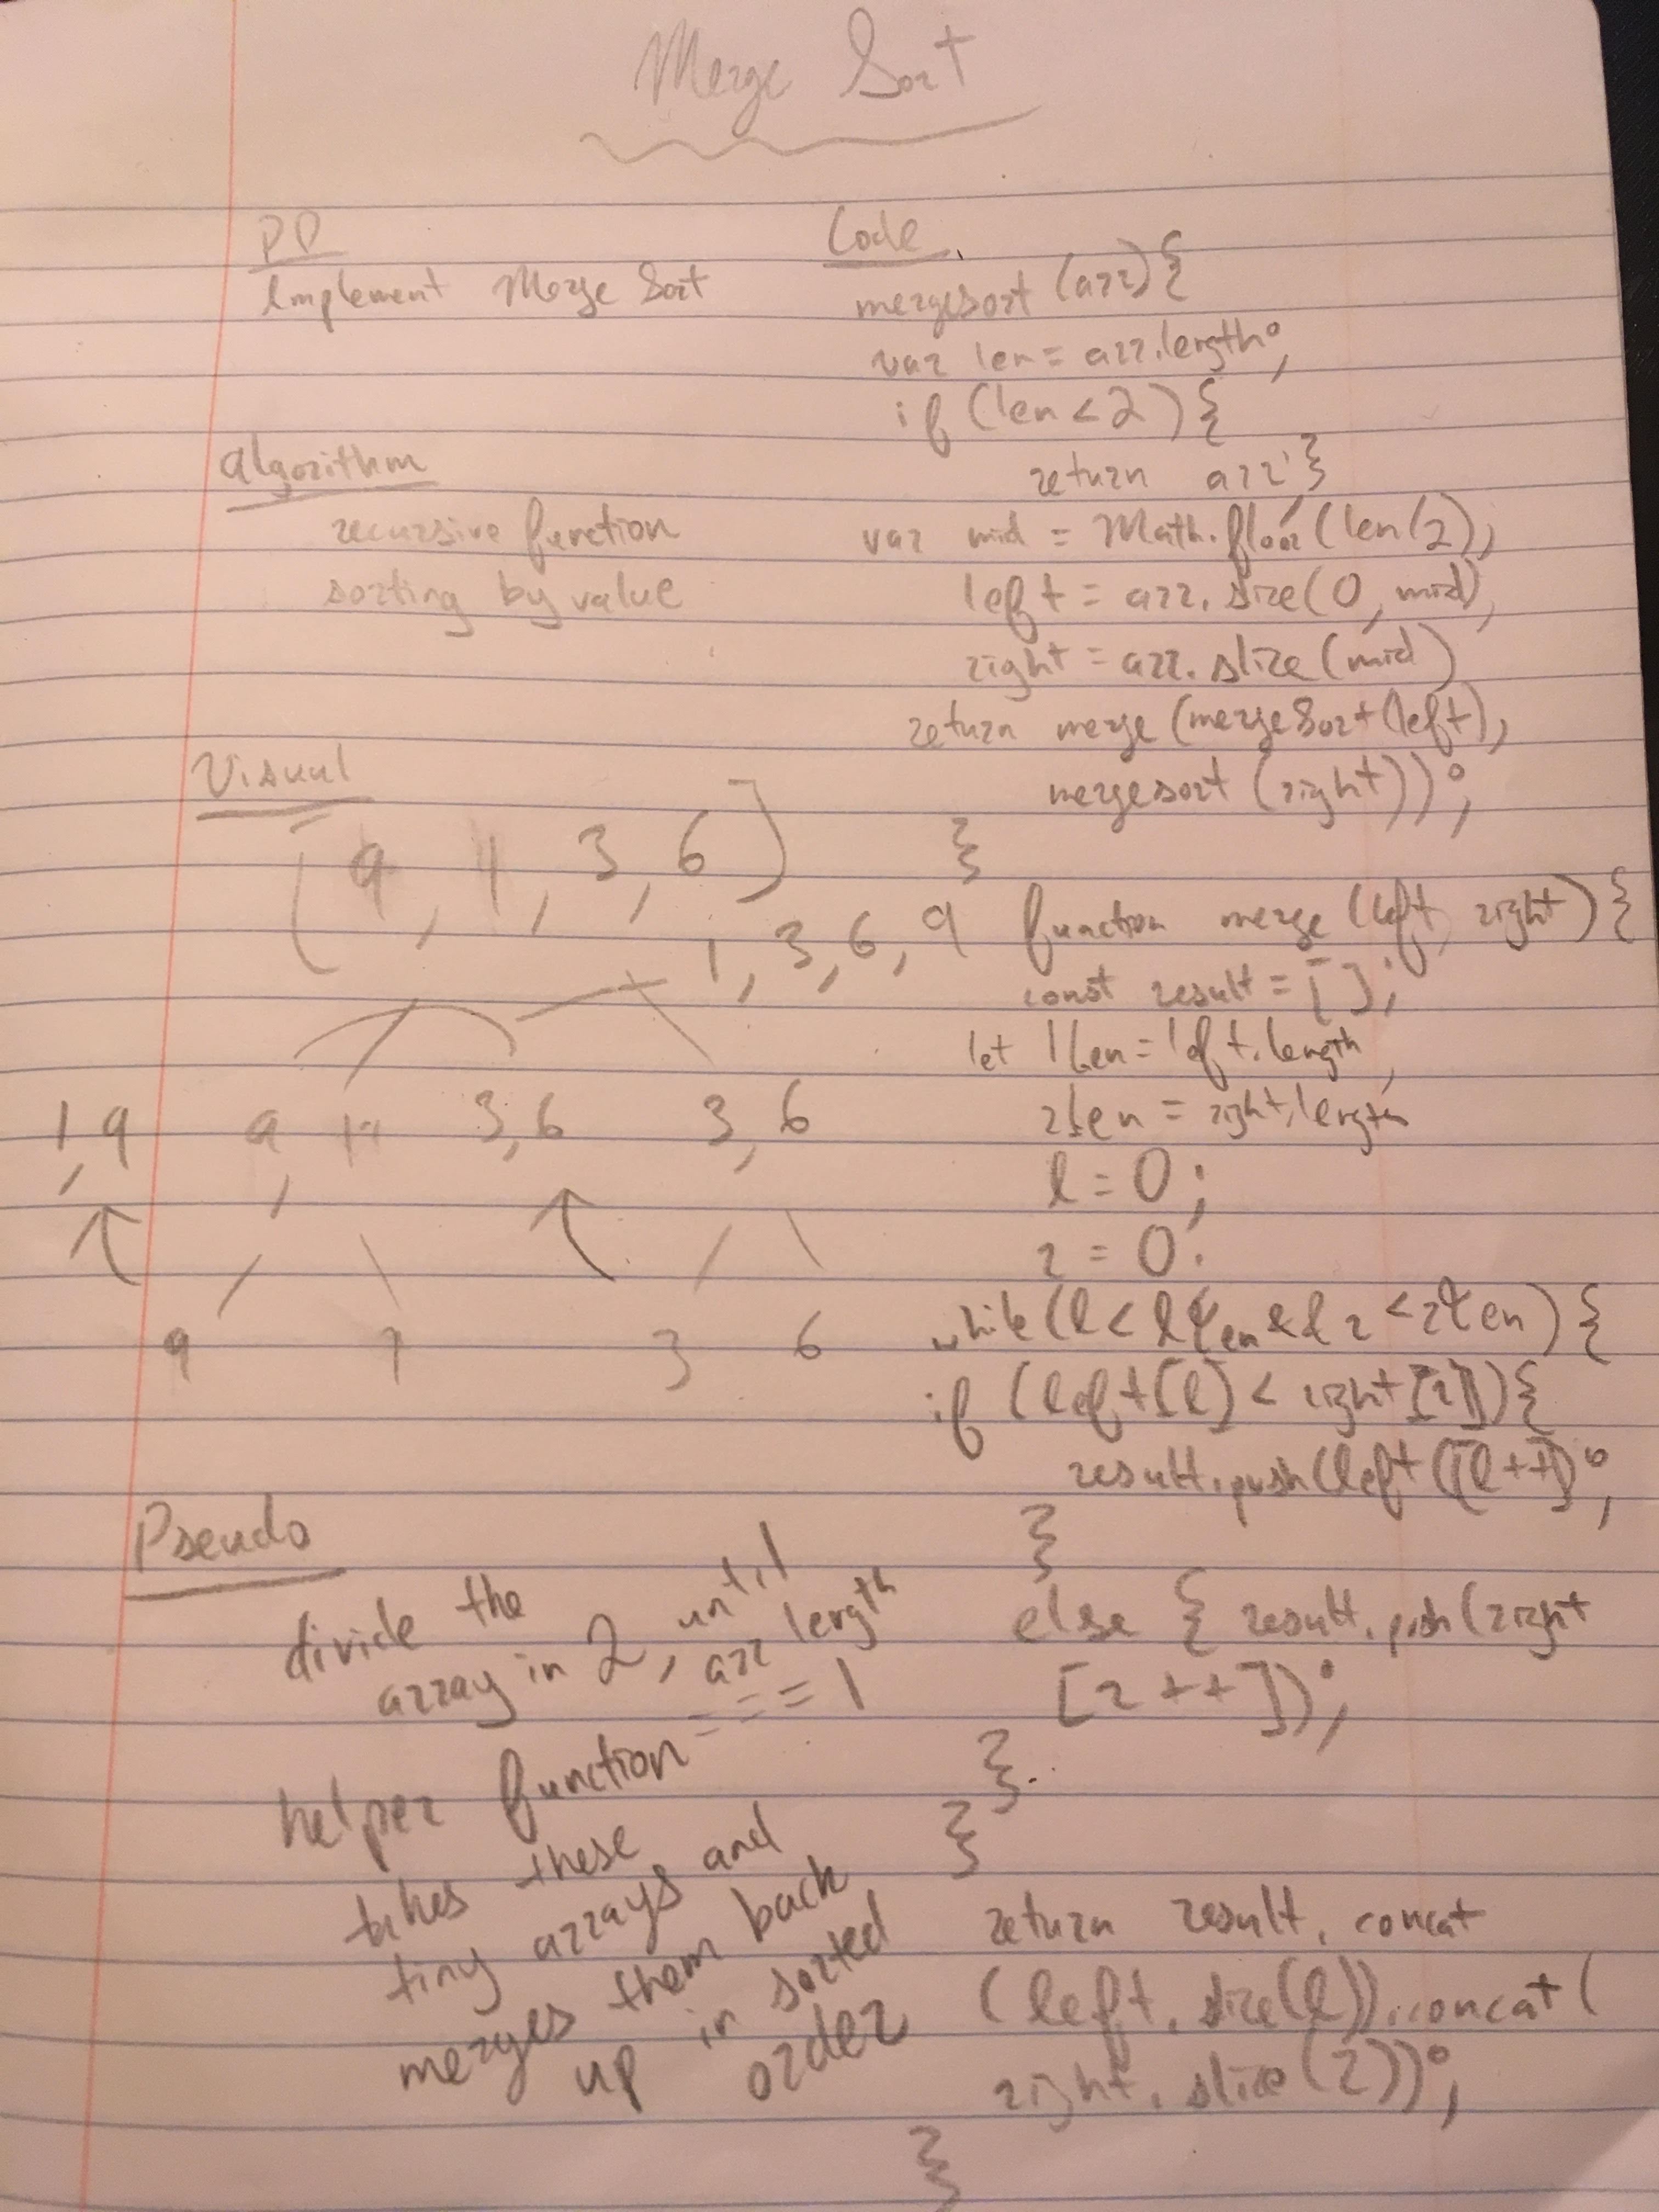 Merge Sort
PD
Implement Merge Sort
Algorithm
recursive function
sorting by value
Visual
[9, 1, 3, 6]
1, 3, 6, 9
1, 9 9, 3, 6 3, 6
9 1 3 6
Pseudo
divide the
array in 2, until
arr length
=== 1
helper function
takes these
tiny arrays and
merges them back
up in sorted
order
Code
mergesort (arr) {
var len = arr.length;
if (len < 2) {
return arr;}
var mid = Math.floor(len/2),
left = arr.slice(0, mid),
right = arr.slice(mid)
return merge (mergeSort(left),
mergesort (right));
}
function merge (left, right) {
const result = [];
let lLen = left.length,
rLen = right.length
l = 0;
r = 0;
while (l < lLen && r < rLen) {
if (left[l] < right[r]) {
result.push(left([l++]);
}
else { result.push(right
[r++]);
}
}
return result.concat
(left.slice(l)).concat(
right.slice(r));
}